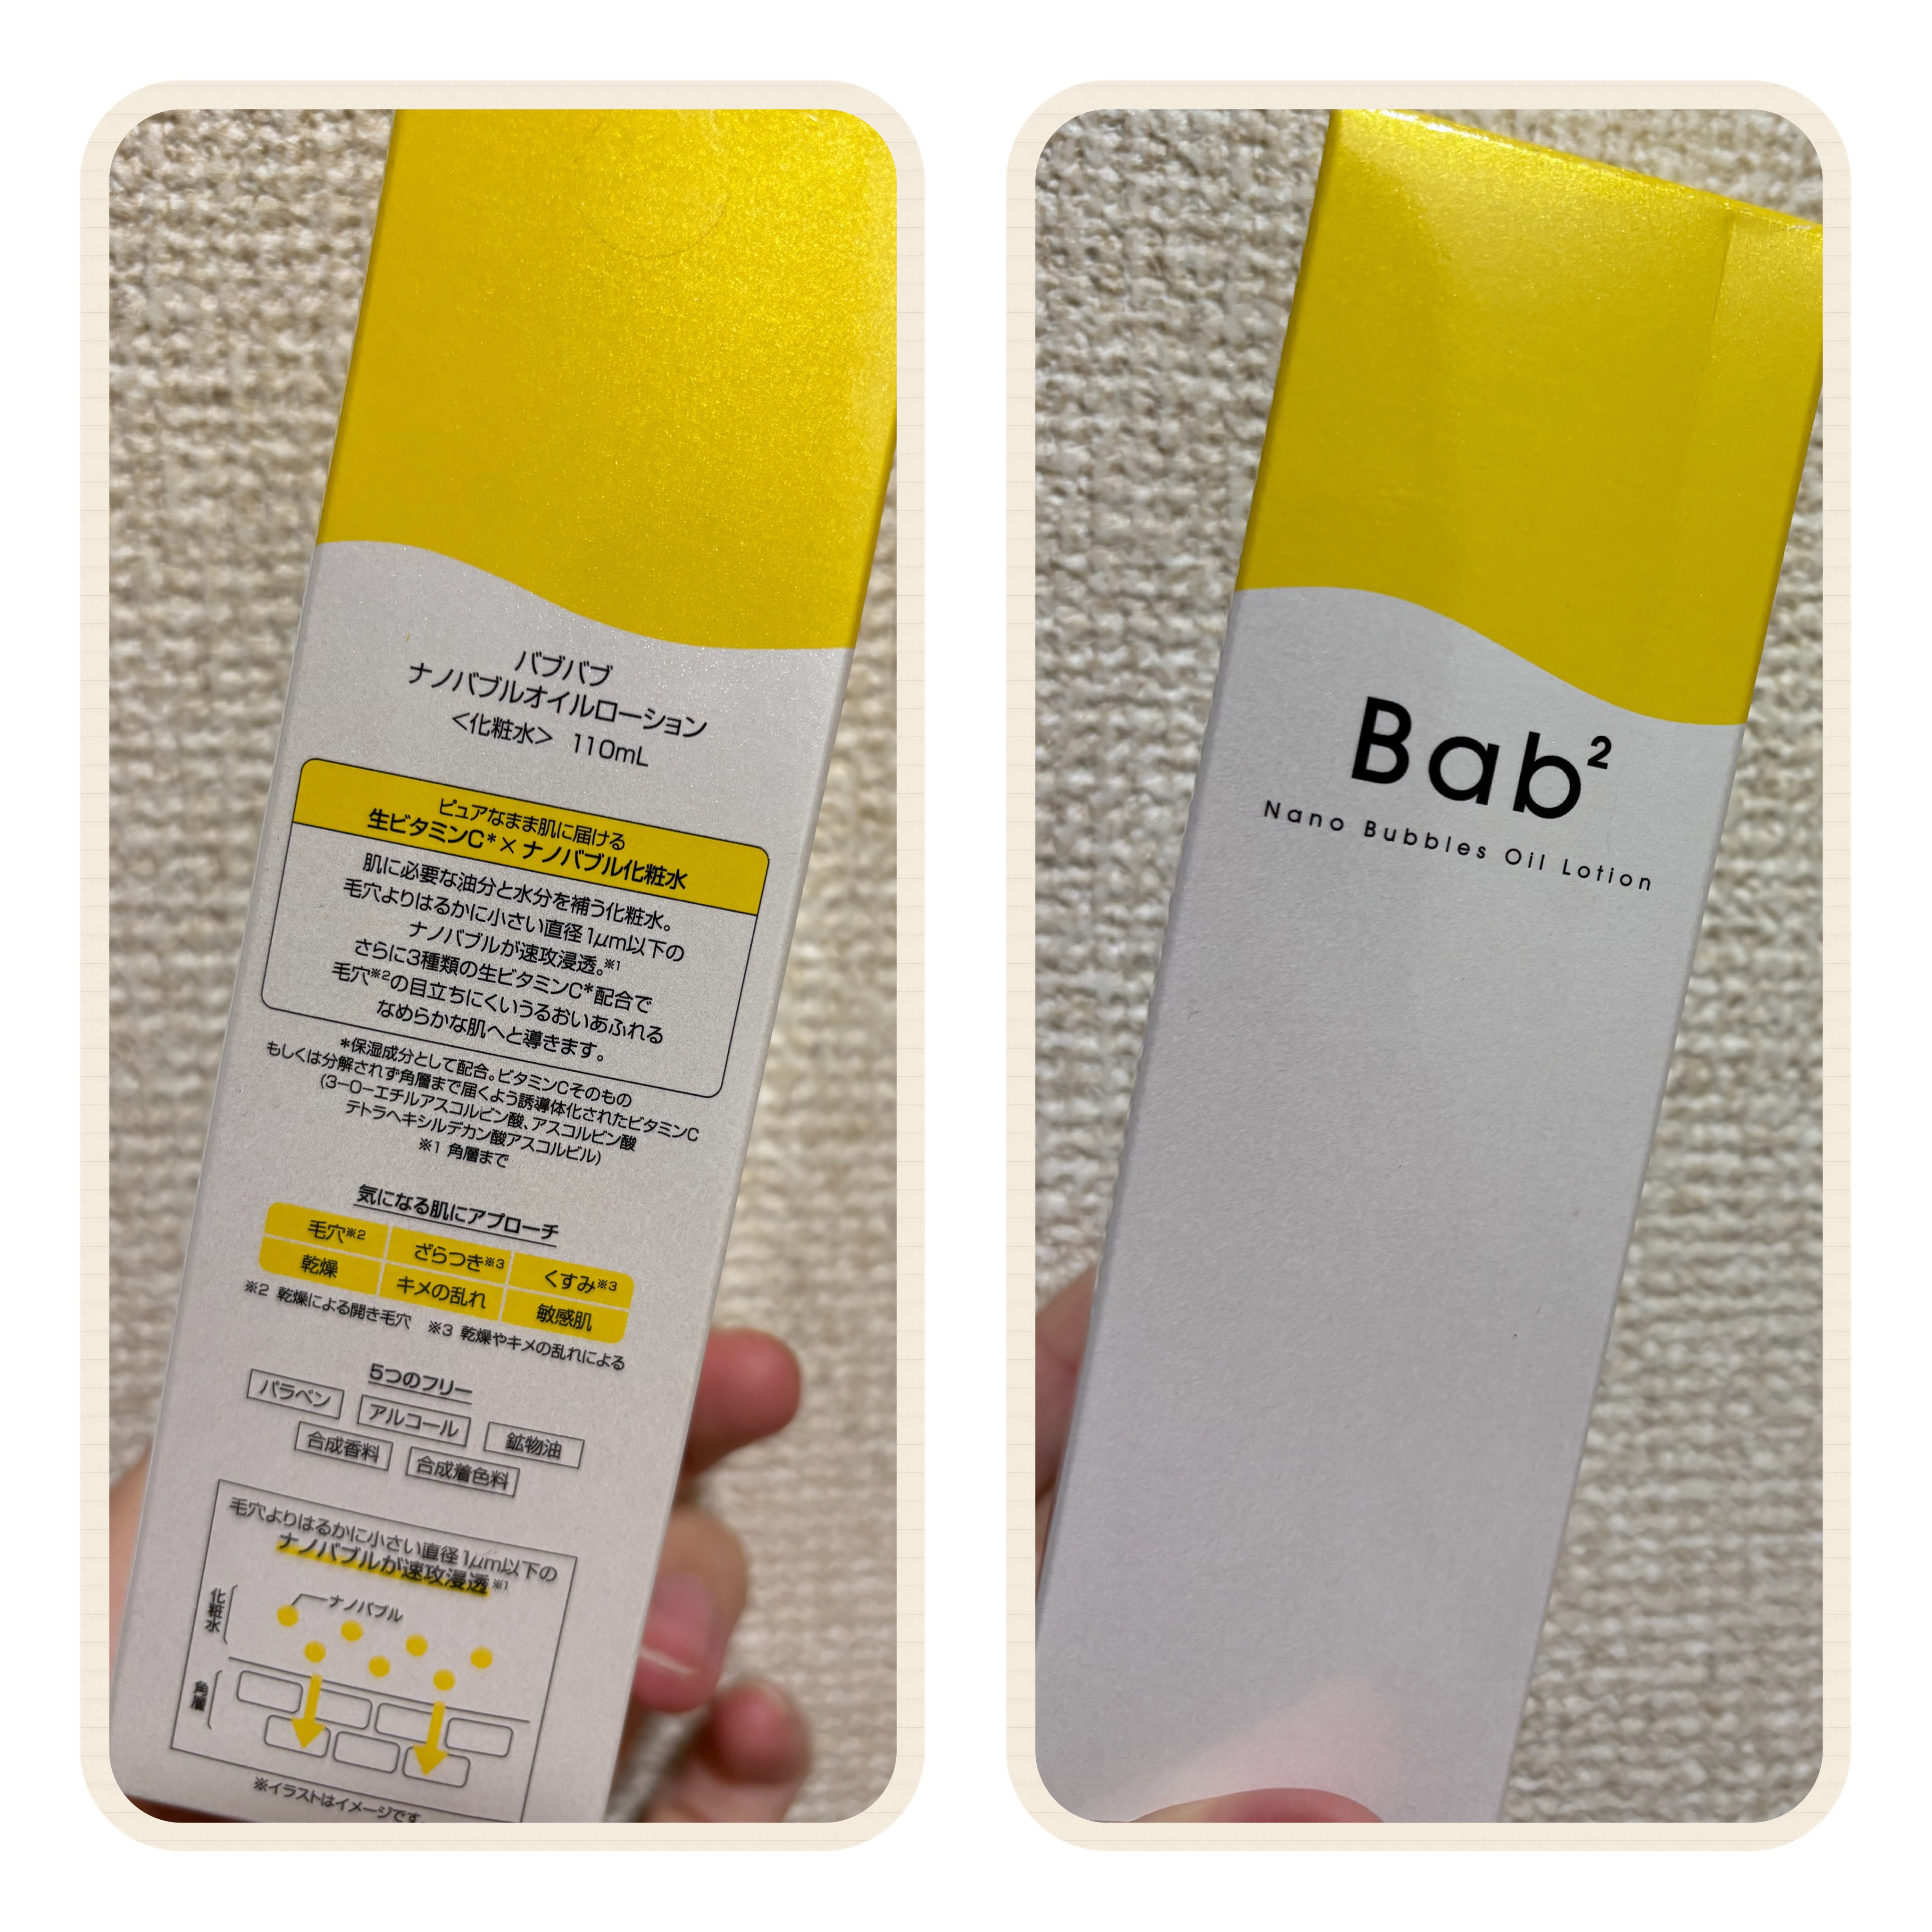 バブバブ
ナノバブルオイルローション
<化粧水> 110mL
ピュアなまま肌に届ける
生ビタミンC*×ナノバブル化粧水
肌に必要な油分と水分を補う化粧水。
毛穴よりはるかに小さい直径1μm以下の
ナノバブルが速攻浸透。※1
さらに3種類の生ビタミンC*配合で
毛穴※2の目立ちにくいうるおいあふれる
なめらかな肌へと導きます。
*保湿成分として配合。ビタミンCそのもの
もしくは分解されず角層まで届くよう誘導体化されたビタミンC
(3-O-エチルアスコルビン酸、アスコルビン酸
テトラヘキシルデカン酸アスコルビル)
※1 角層まで
気になる肌にアプローチ
毛穴※2 ざらつき※3 くすみ※3
乾燥 キメの乱れ 敏感肌
※2 乾燥による開き毛穴 ※3 乾燥やキメの乱れによる
5つのフリー
パラベン アルコール 鉱物油
合成香料 合成着色料
毛穴よりはるかに小さい直径1μm以下の
ナノバブルが速攻浸透※1
ナノバブル
化粧水
角層
※イラストはイメージです。
Bab²
Nano Bubbles Oil Lotion